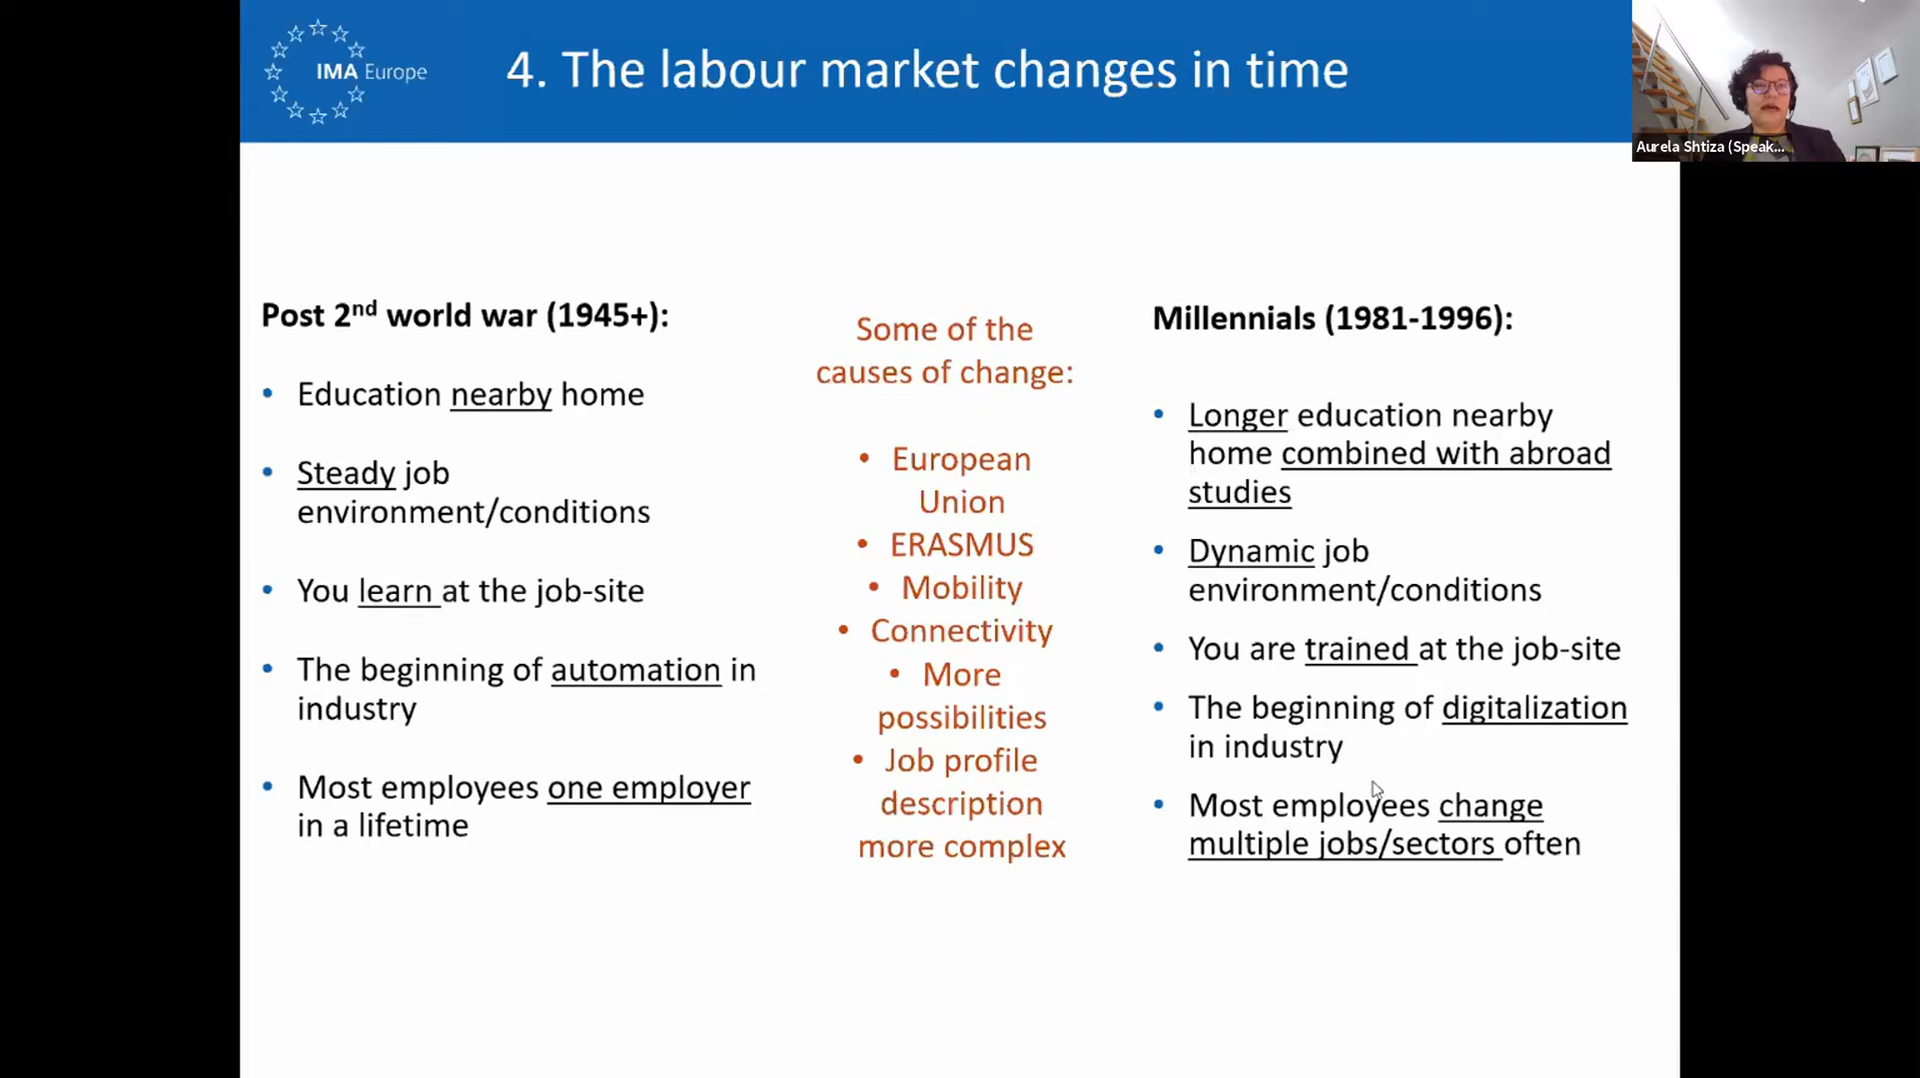 IMA Europe
4. The labour market changes in time
Aurela Shtiza (Speak...
Post 2nd world war (1945+):
• Education nearby home
• Steady job
environment/conditions
• You learn at the job-site
• The beginning of automation in
industry
• Most employees one employer
in a lifetime
Some of the
causes of change:
• European
Union
• ERASMUS
• Mobility
• Connectivity
• More
possibilities
• Job profile
description
more complex
Millennials (1981-1996):
• Longer education nearby
home combined with abroad
studies
• Dynamic job
environment/conditions
• You are trained at the job-site
• The beginning of digitalization
in industry
• Most employees change
multiple jobs/sectors often